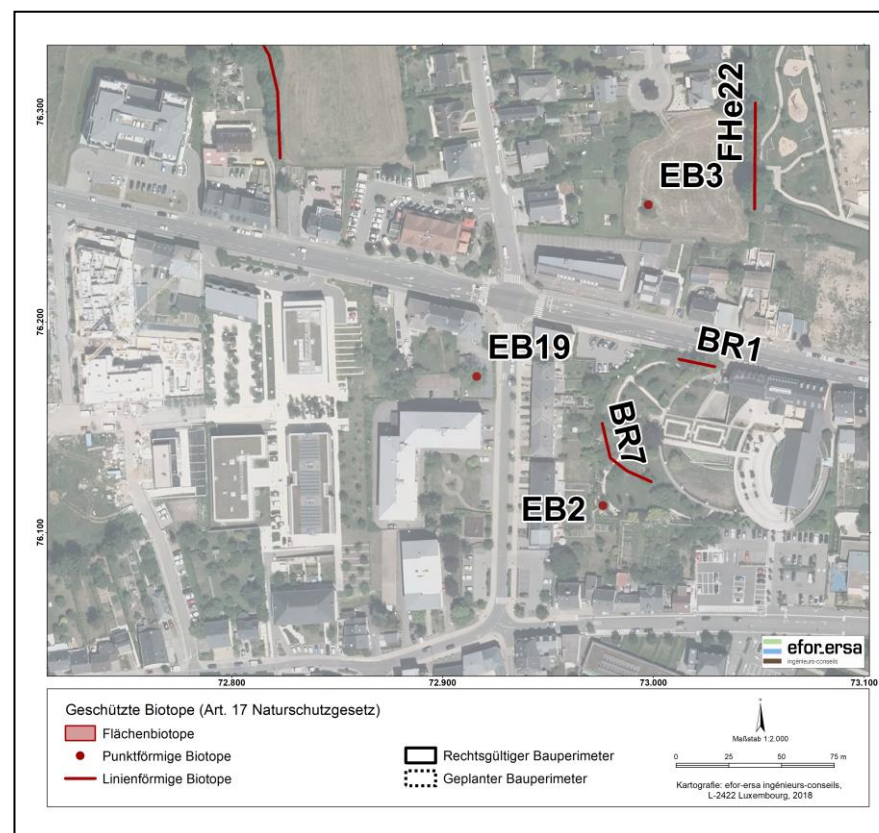 76.300
FHe22
EB3
76.200
EB19
BR1
BR7
EB2
76.100
efor.ersa
ingénieurs-conseils
72.800
72.900
73.000
73.100
Geschützte Biotope (Art. 17 Naturschutzgesetz)
Flächenbiotope
Punktförmige Biotope
Linienförmige Biotope
Rechtsgültiger Bauperimeter
Geplanter Bauperimeter
Maßstab 1:2.000
0 25 50 75 m
Kartografie: efor-ersa ingénieurs-conseils,
L-2422 Luxembourg, 2018